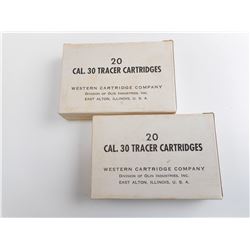 20
CAL. 30 TRACER CARTRIDGES
WESTERN CARTRIDGE COMPANY
DIVISION OF OLIN INDUSTRIES, INC.
EAST ALTON, ILLINOIS, U. S. A.
20
CAL. 30 TRACER CARTRIDGES
WESTERN CARTRIDGE COMPANY
DIVISION OF OLIN INDUSTRIES, INC.
EAST ALTON, ILLINOIS, U. S. A.